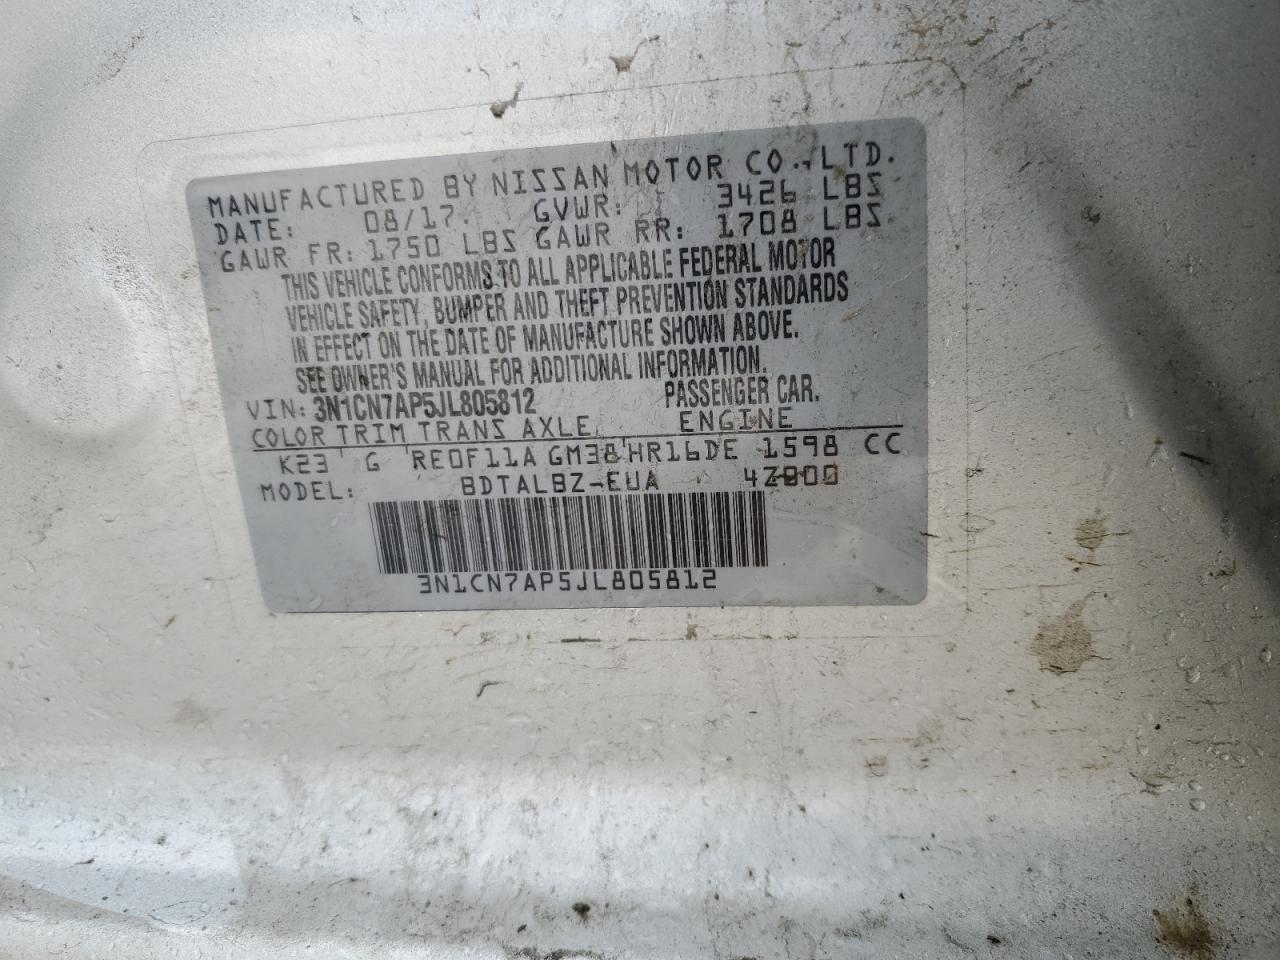 MANUFACTURED BY NISSAN MOTOR CO.,LTD.
DATE: 08/17 GVWR: 3426 LBS
GAWR FR: 1750 LBS GAWR RR: 1708 LBS
THIS VEHICLE CONFORMS TO ALL APPLICABLE FEDERAL MOTOR
VEHICLE SAFETY, BUMPER AND THEFT PREVENTION STANDARDS
IN EFFECT ON THE DATE OF MANUFACTURE SHOWN ABOVE.
SEE OWNER'S MANUAL FOR ADDITIONAL INFORMATION.
VIN: 3N1CN7AP5JL805812 PASSENGER CAR.
COLOR TRIM TRANS AXLE ENGINE
K23 G RE0F11A GM38 HR16DE 1598 CC
MODEL: BDTALBZ-EUA
3N1CN7AP5JL805812